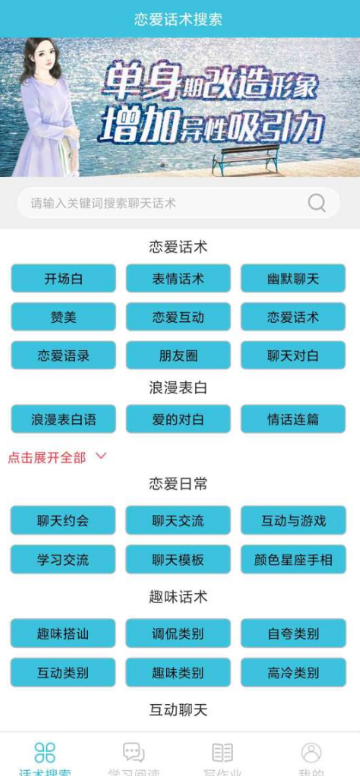 恋爱话术搜索
单身期改造形象
增加异性吸引力
请输入关键词搜索聊天话术
恋爱话术
开场白 表情话术 幽默聊天
赞美 恋爱互动 恋爱话术
恋爱语录 朋友圈 聊天对白
浪漫表白
浪漫表白语 爱的对白 情话连篇
点击展开全部
恋爱日常
聊天约会 聊天交流 互动与游戏
学习交流 聊天模板 颜色星座手相
趣味话术
趣味搭讪 调侃类别 自夸类别
互动类别 趣味类别 高冷类别
互动聊天
话术搜索 学习阅读 写作业 我的